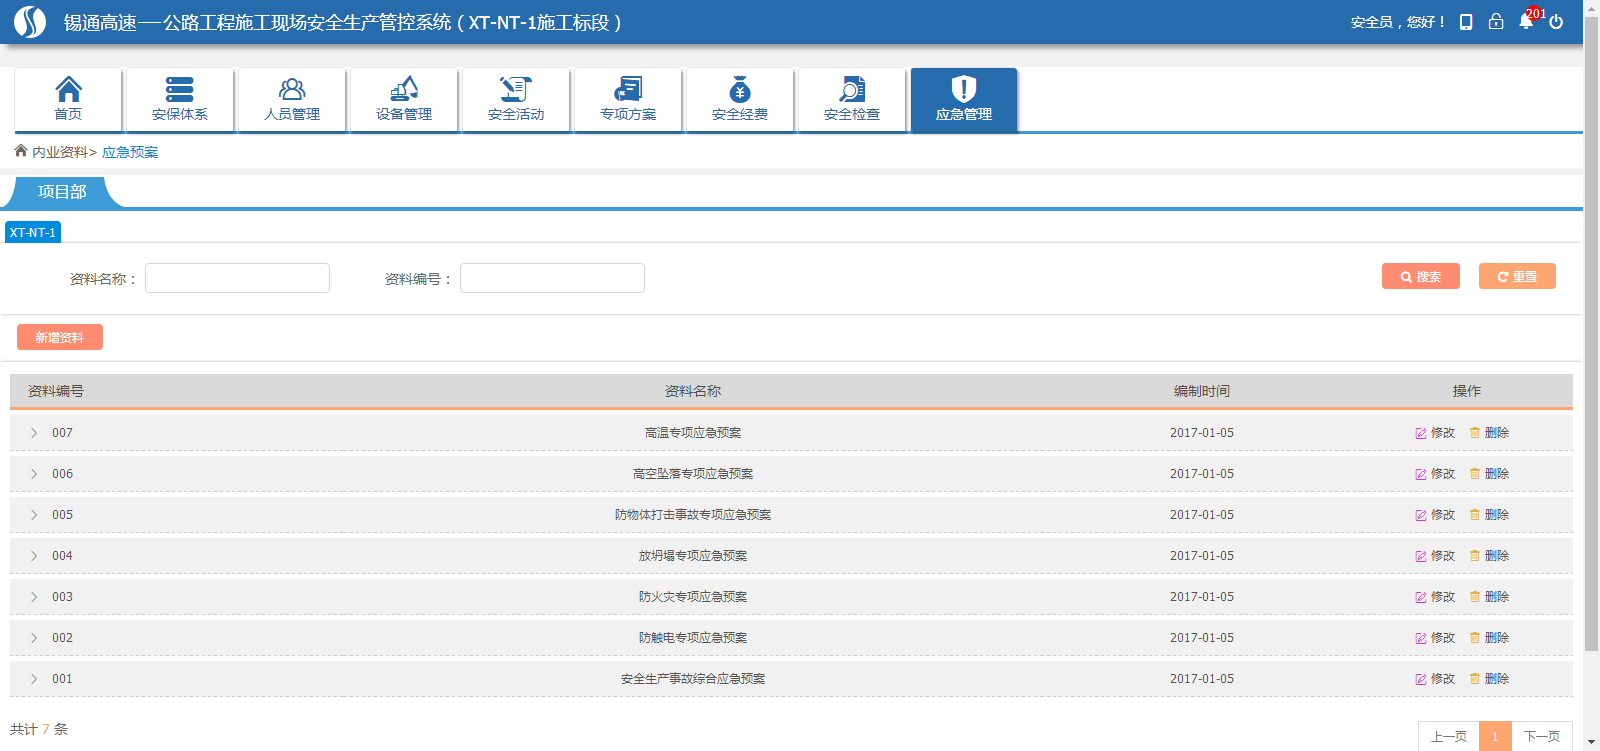 锡通高速——公路工程施工现场安全生产管控系统（XT-NT-1施工标段）
安全员，您好！ 201
首页 安保体系 人员管理 设备管理 安全活动 专项方案 安全经费 安全检查 应急管理
内业资料> 应急预案
项目部
XT-NT-1
资料名称： 资料编号： 搜索 重置
新增资料
资料编号 资料名称 编制时间 操作
007 高温专项应急预案 2017-01-05 修改 删除
006 高空坠落专项应急预案 2017-01-05 修改 删除
005 防物体打击事故专项应急预案 2017-01-05 修改 删除
004 放坍塌专项应急预案 2017-01-05 修改 删除
003 防火灾专项应急预案 2017-01-05 修改 删除
002 防触电专项应急预案 2017-01-05 修改 删除
001 安全生产事故综合应急预案 2017-01-05 修改 删除
共计 7 条 上一页 1 下一页